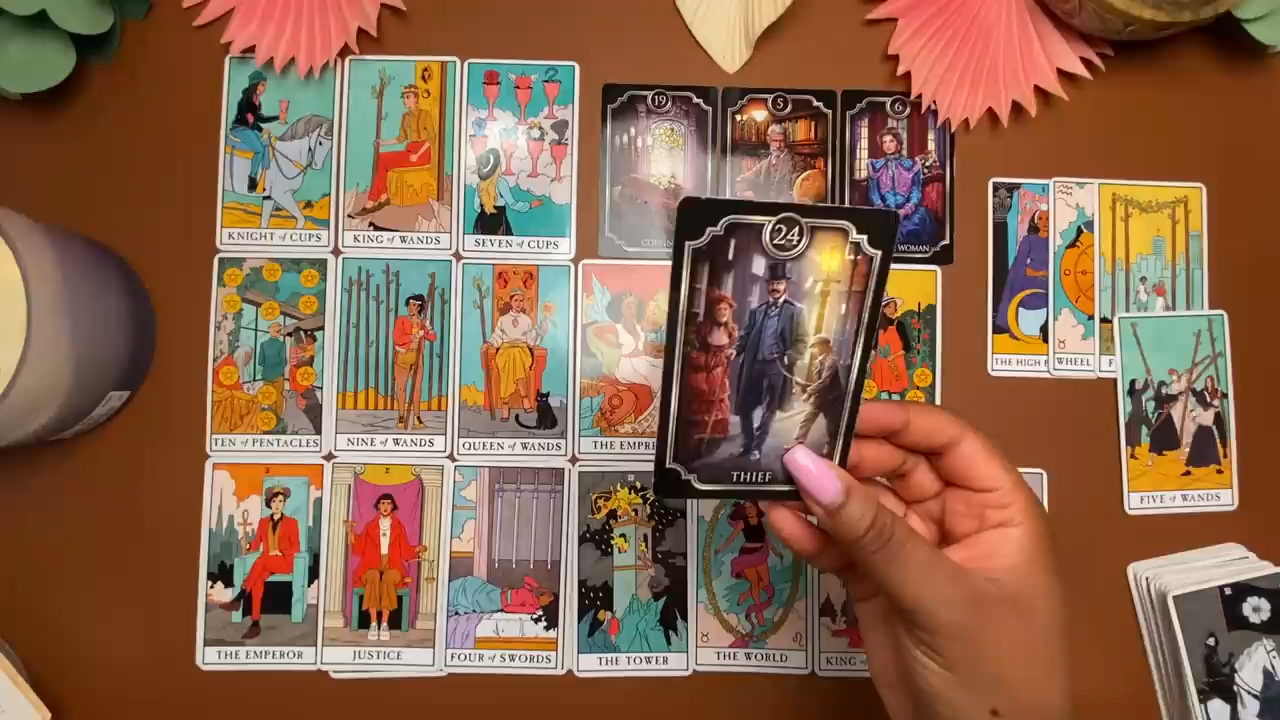 KNIGHT of CUPS
KING of WANDS
SEVEN of CUPS
19
5
6
WOMAN
24
THIEF
TEN of PENTACLES
NINE of WANDS
QUEEN of WANDS
THE
THE HIGH
WHEEL
FIVE of WANDS
THE EMPEROR
JUSTICE
FOUR of SWORDS
THE TOWER
THE WORLD
KING